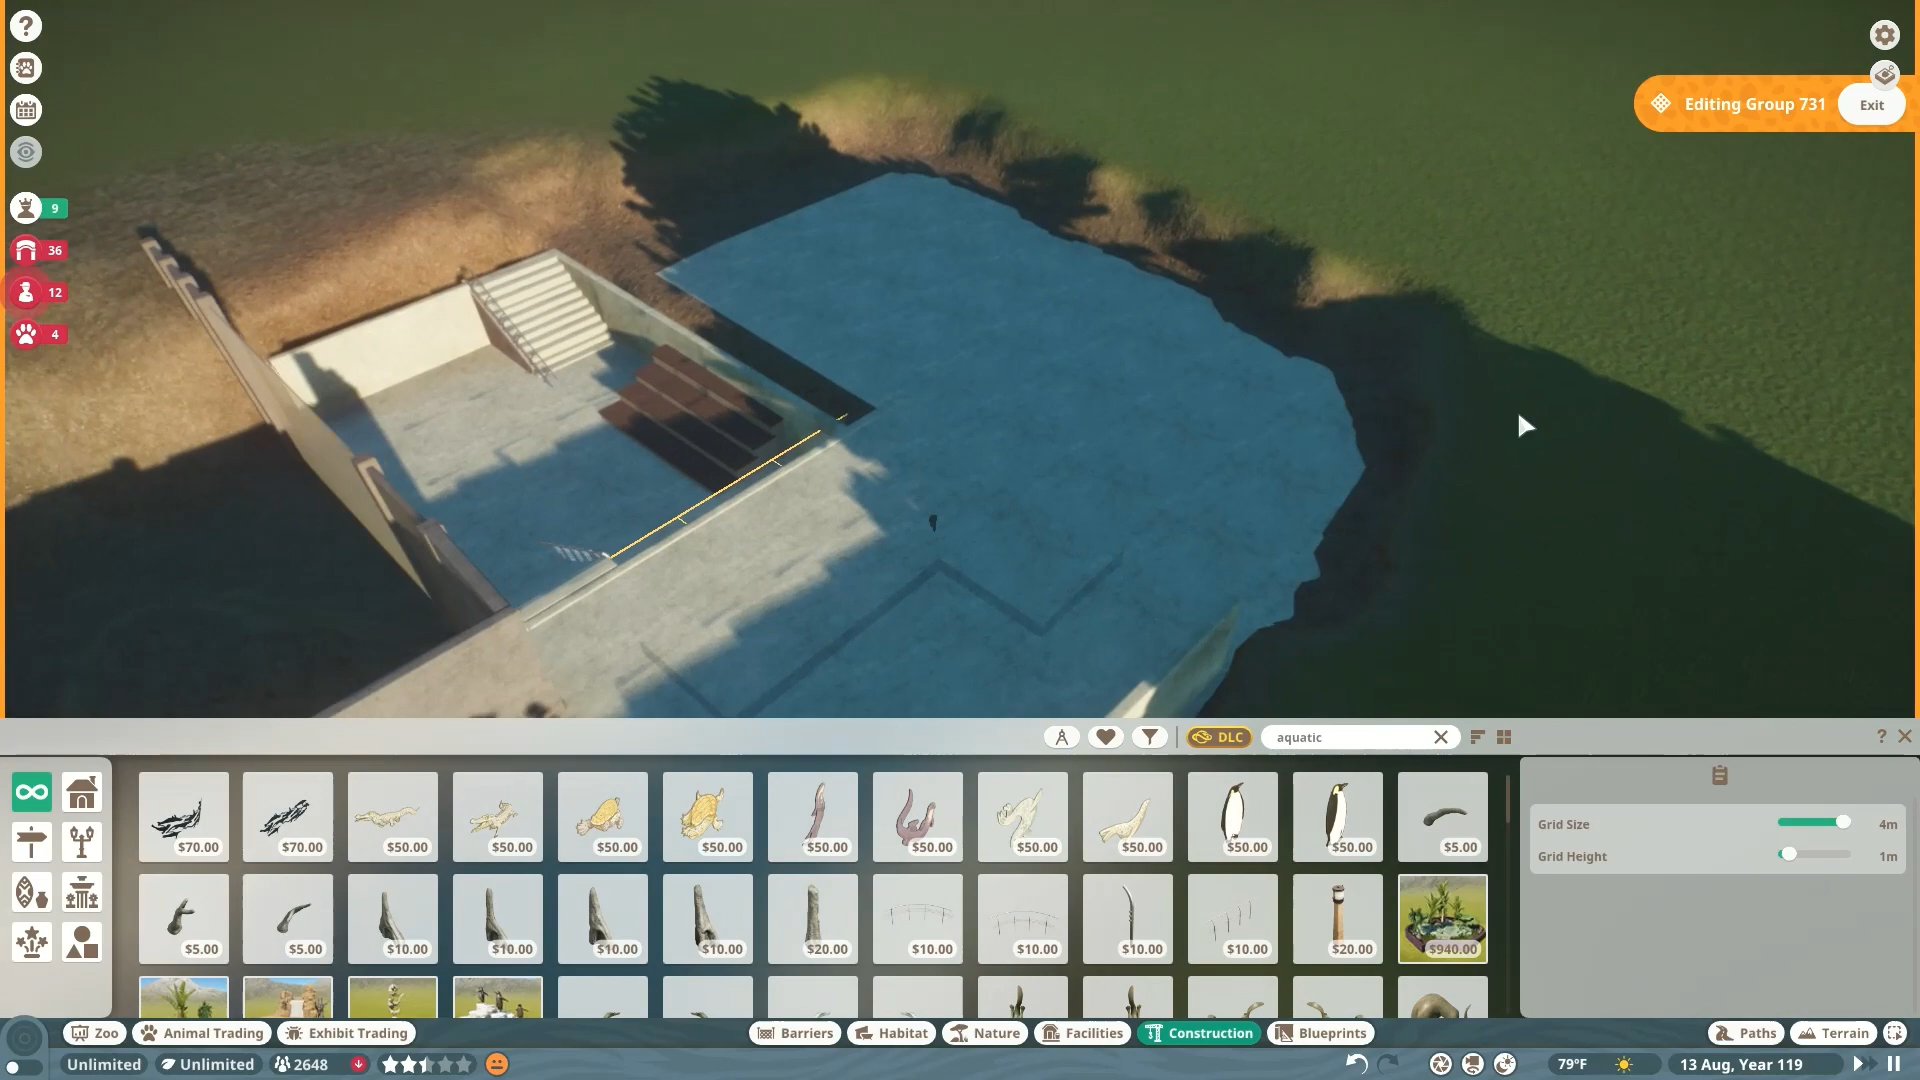 Editing Group 731
Exit
9
36
12
4
DLC
aquatic
?
$70.00
$70.00
$50.00
$50.00
$50.00
$50.00
$50.00
$50.00
$50.00
$50.00
$50.00
$50.00
$5.00
$5.00
$5.00
$10.00
$10.00
$10.00
$10.00
$20.00
$10.00
$10.00
$10.00
$10.00
$20.00
$940.00
Grid Size
4m
Grid Height
1m
Zoo
Animal Trading
Exhibit Trading
Barriers
Habitat
Nature
Facilities
Construction
Blueprints
Paths
Terrain
Unlimited
Unlimited
2648
79°F
13 Aug, Year 119